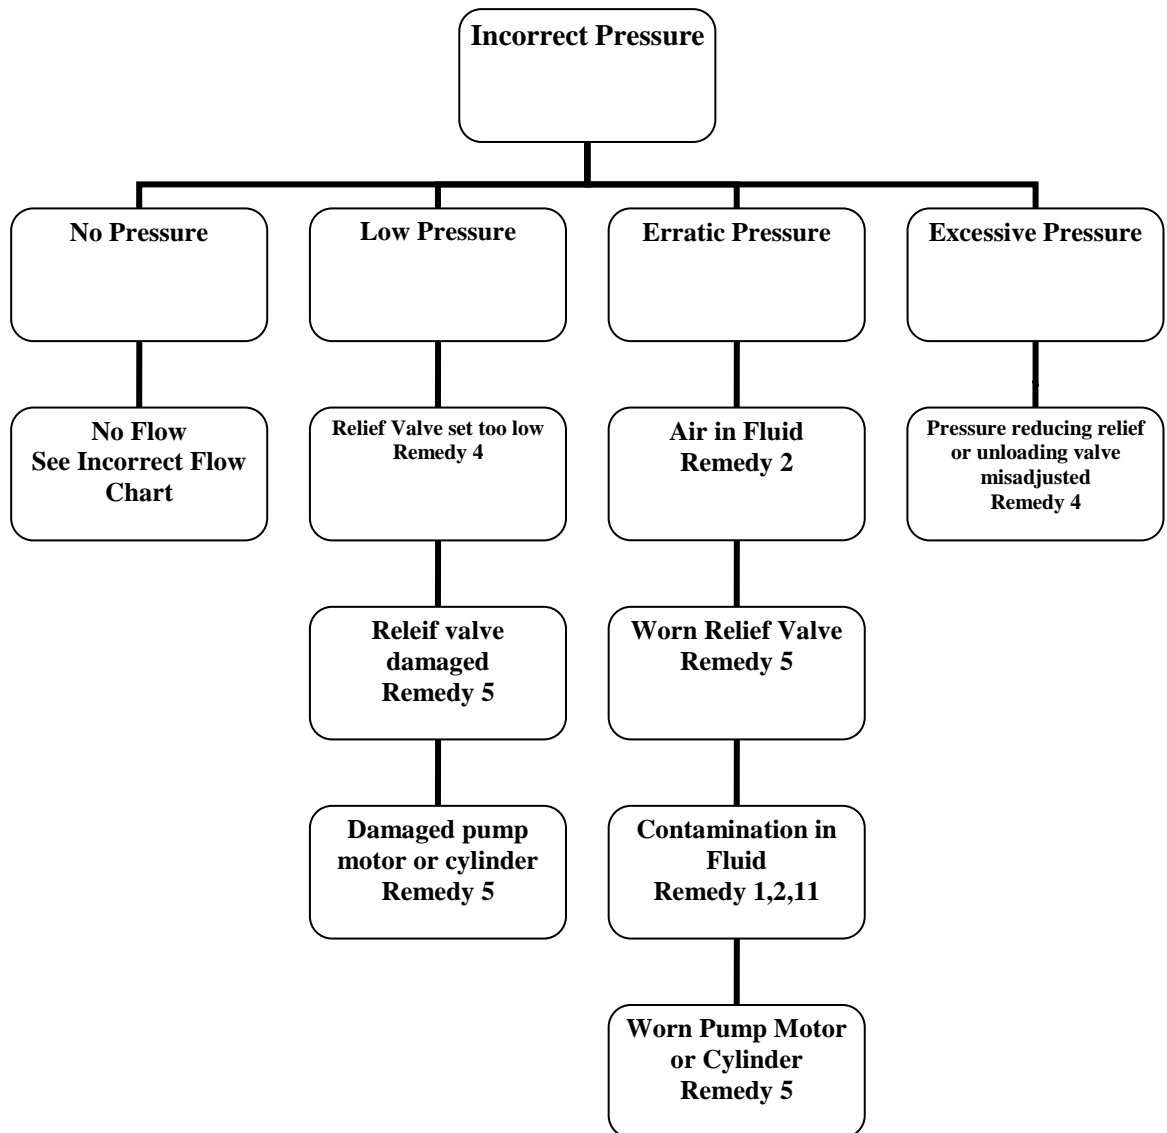 Incorrect Pressure
No Pressure
Low Pressure
Erratic Pressure
Excessive Pressure
No Flow
See Incorrect Flow
Chart
Relief Valve set too low
Remedy 4
Air in Fluid
Remedy 2
Pressure reducing relief
or unloading valve
misadjusted
Remedy 4
Releif valve
damaged
Remedy 5
Worn Relief Valve
Remedy 5
Damaged pump
motor or cylinder
Remedy 5
Contamination in
Fluid
Remedy 1,2,11
Worn Pump Motor
or Cylinder
Remedy 5